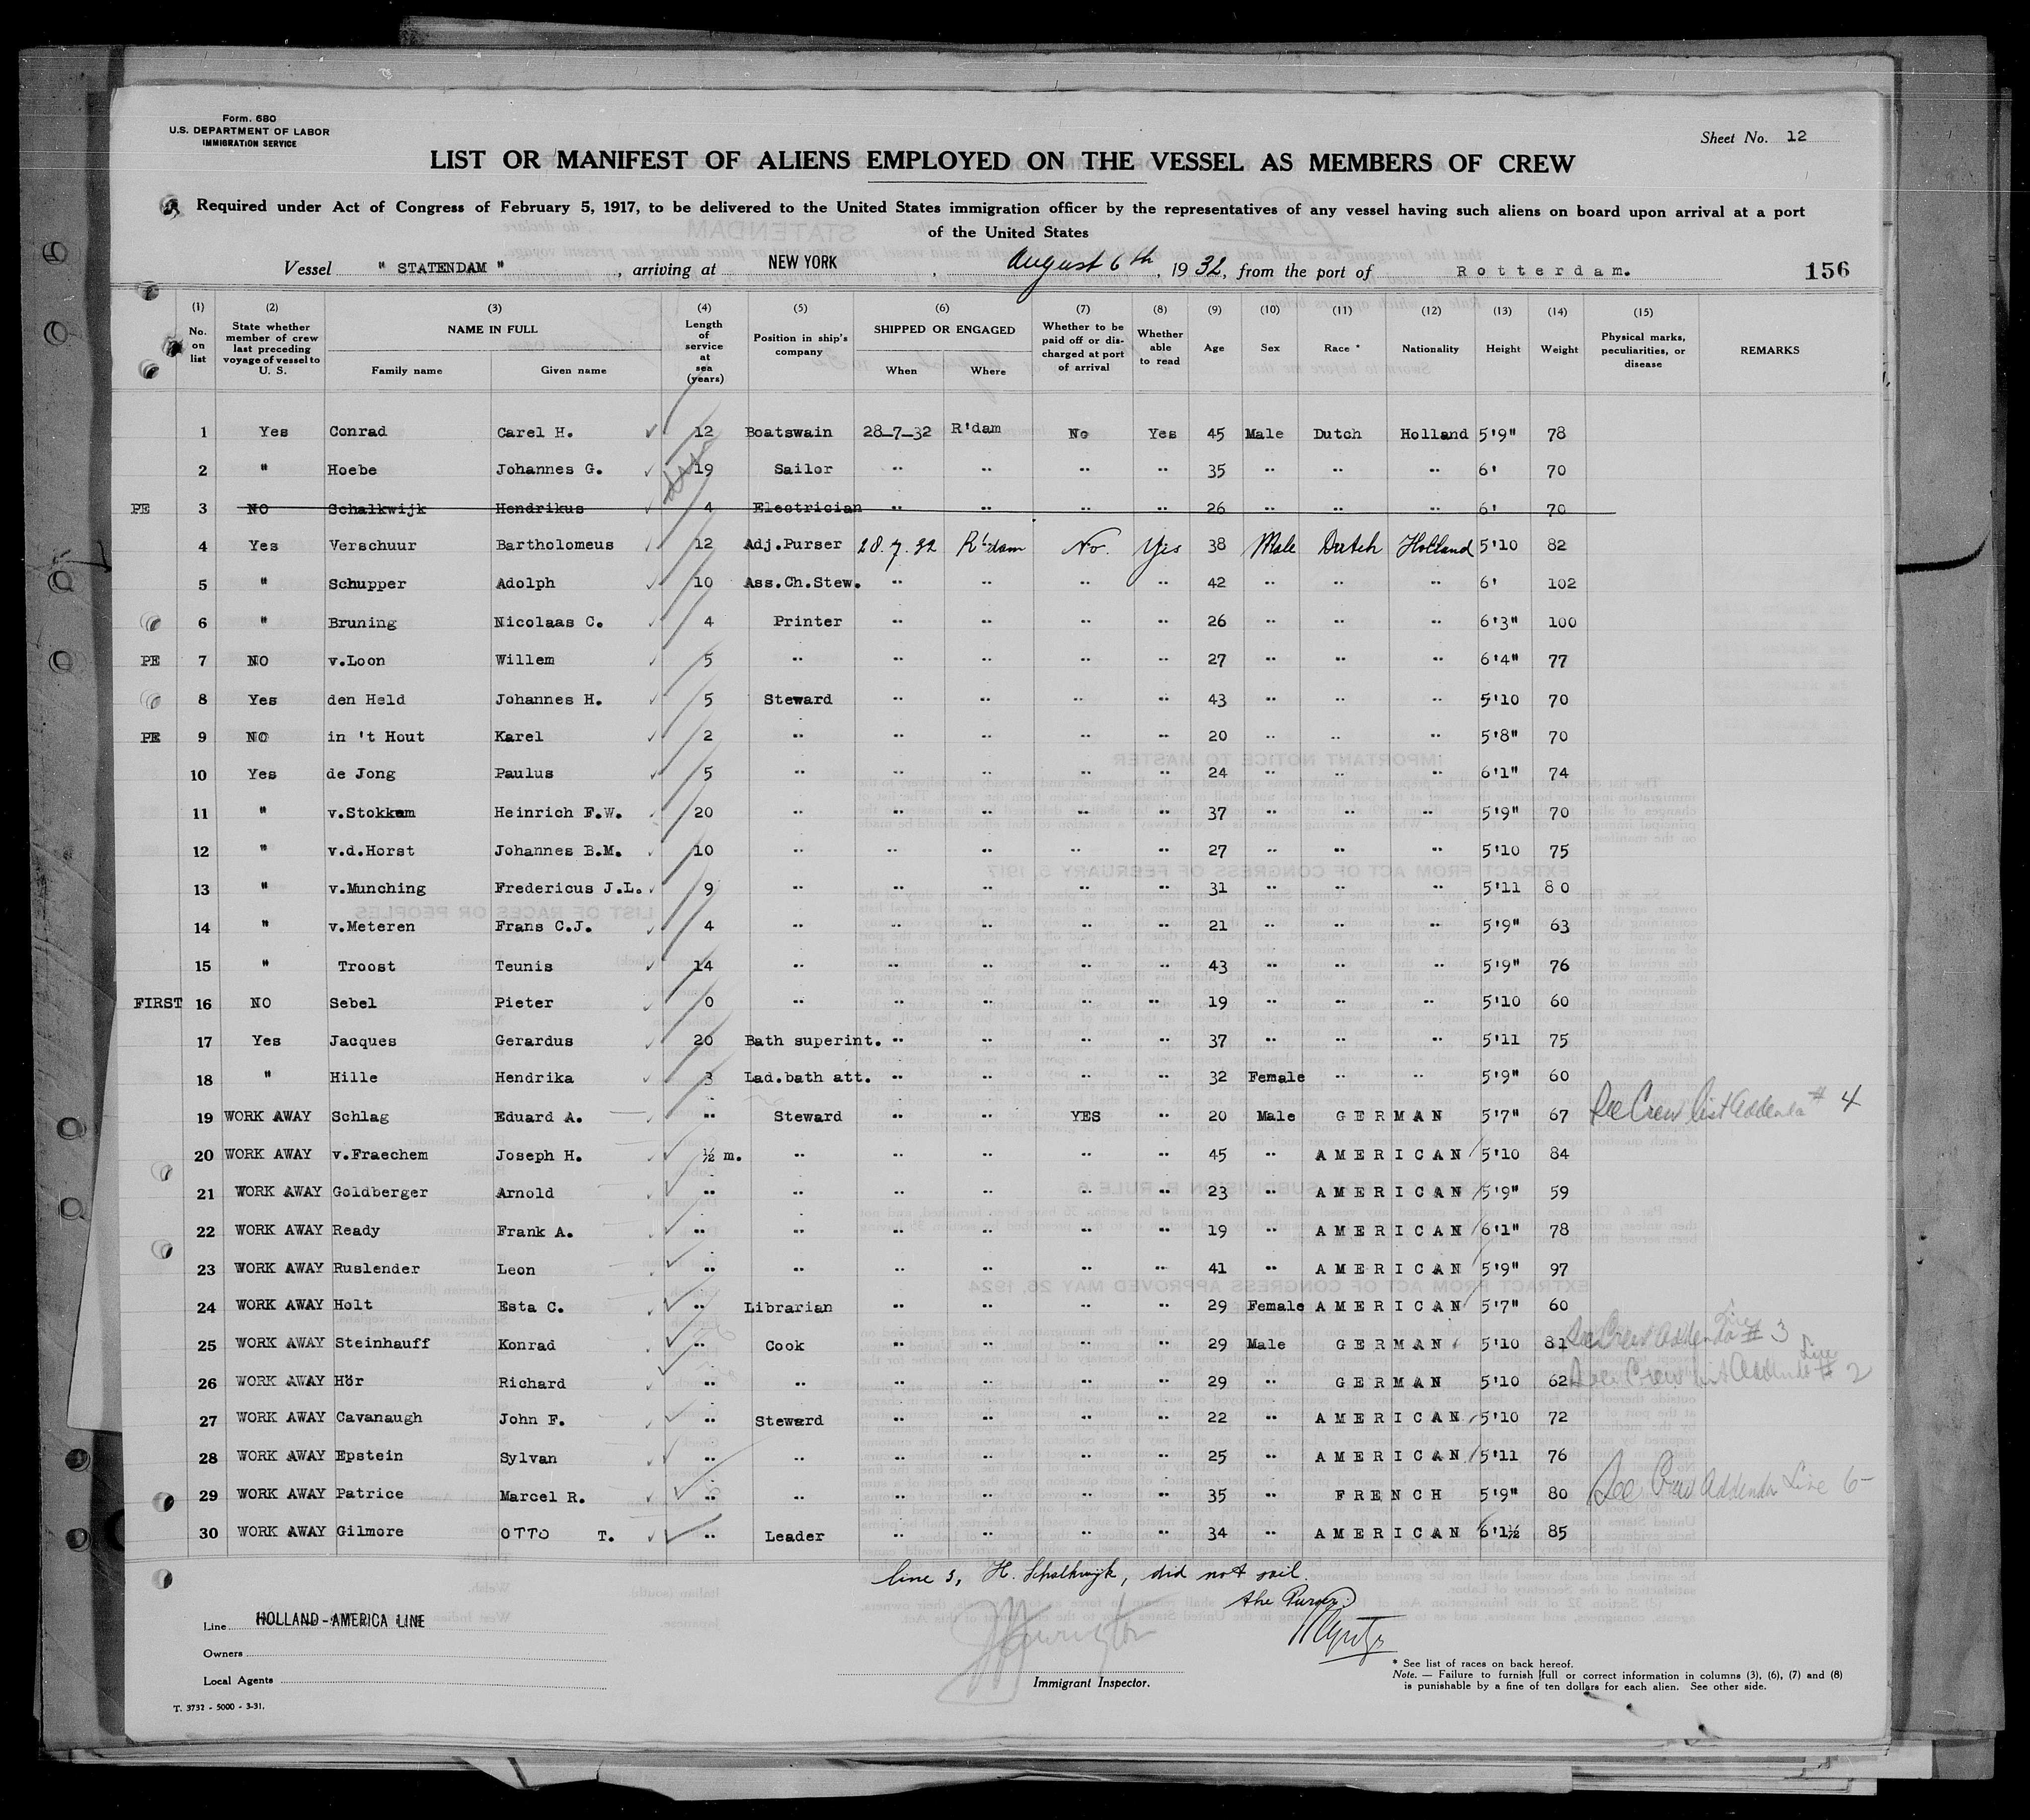 Form. 680
U.S. DEPARTMENT OF LABOR
IMMIGRATION SERVICE
Sheet No. 12
LIST OR MANIFEST OF ALIENS EMPLOYED ON THE VESSEL AS MEMBERS OF CREW
Required under Act of Congress of February 5, 1917, to be delivered to the United States immigration officer by the representatives of any vessel having such aliens on board upon arrival at a port
of the United States
Vessel " STATENDAM ", arriving at NEW YORK, August 6th, 1932, from the port of Rotterdam. 156
(1) No. on list (2) State whether member of crew last preceding voyage of vessel to U. S. (3) NAME IN FULL Family name Given name (4) Length of service at sea (years) (5) Position in ship's company (6) SHIPPED OR ENGAGED When Where (7) Whether to be paid off or discharged at port of arrival (8) Whether able to read (9) Age (10) Sex (11) Race * (12) Nationality (13) Height (14) Weight (15) Physical marks, peculiarities, or disease REMARKS
1 Yes Conrad Carel H. 12 Boatswain 28-7-32 R'dam No Yes 45 Male Dutch Holland 5'9" 78
2 " Hoebe Johannes G. 19 Sailor " " " " 35 " " " 6' 70
PE 3 NO Schalkwijk Hendrikus 4 Electrician " " " " 26 " " " 6' 70
4 Yes Verschuur Bartholomeus 12 Adj.Purser 28.7.32 R'dam No. Yes 38 Male Dutch Holland 5'10 82
5 " Schupper Adolph 10 Ass.Ch.Stew. " " " " 42 " " " 6' 102
6 " Bruning Nicolaas C. 4 Printer " " " " 26 " " " 6'3" 100
PE 7 NO v.Loon Willem 5 " " " " " 27 " " " 6'4" 77
8 Yes den Held Johannes H. 5 Steward " " " " 43 " " " 5'10 70
PE 9 NO in 't Hout Karel 2 " " " " " 20 " " " 5'8" 70
10 Yes de Jong Paulus 5 " " " " " 24 " " " 6'1" 74
11 " v.Stokkem Heinrich F.W. 20 " " " " " 37 " " " 5'9" 70
12 " v.d.Horst Johannes B.M. 10 " " " " " 27 " " " 5'10 75
13 " v.Munching Fredericus J.L. 9 " " " " " 31 " " " 5'11 80
14 " v.Meteren Frans C.J. 4 " " " " " 21 " " " 5'9" 63
15 " Troost Teunis 14 " " " " " 43 " " " 5'9" 76
FIRST 16 NO Sebel Pieter 0 " " " " " 19 " " " 5'10 60
17 Yes Jacques Gerardus 20 Bath superint. " " " " 37 " " " 5'11 75
18 " Hille Hendrika 3 Lad.bath att. " " " " 32 Female " " 5'9" 60
19 WORK AWAY Schlag Eduard A. " Steward " " YES " 20 Male GERMAN 5'7" 67 See Crew list Addenda # 4
20 WORK AWAY v.Fraechem Joseph H. ½ m. " " " " " 45 " AMERICAN 5'10 84
21 WORK AWAY Goldberger Arnold " " " " " " 23 " AMERICAN 5'9" 59
22 WORK AWAY Ready Frank A. " " " " " " 19 " AMERICAN 6'1" 78
23 WORK AWAY Ruslender Leon " " " " " " 41 " AMERICAN 5'9" 97
24 WORK AWAY Holt Esta C. " Librarian " " " " 29 Female AMERICAN 5'7" 60
25 WORK AWAY Steinhauff Konrad " Cook " " " " 29 Male GERMAN 5'10 81 See Crew Addenda Line # 3
26 WORK AWAY Hör Richard " " " " " " 29 " GERMAN 5'10 62 See Crew list Addenda Line # 2
27 WORK AWAY Cavanaugh John F. " Steward " " " " 22 " AMERICAN 5'10 72
28 WORK AWAY Epstein Sylvan " " " " " " 25 " AMERICAN 5'11 76
29 WORK AWAY Patrice Marcel R. " " " " " " 35 " FRENCH 5'9" 80 See Crew Addenda Line 6
30 WORK AWAY Gilmore OTTO T. " Leader " " " " 34 " AMERICAN 6'1½ 85
line 3, H. Schalkwijk, did not sail.
the Purser
Line HOLLAND-AMERICA LINE
Owners
Local Agents
Immigrant Inspector.
* See list of races on back hereof.
Note. — Failure to furnish full or correct information in columns (3), (6), (7) and (8)
is punishable by a fine of ten dollars for each alien. See other side.
T. 3732 - 5000 - 3-31.